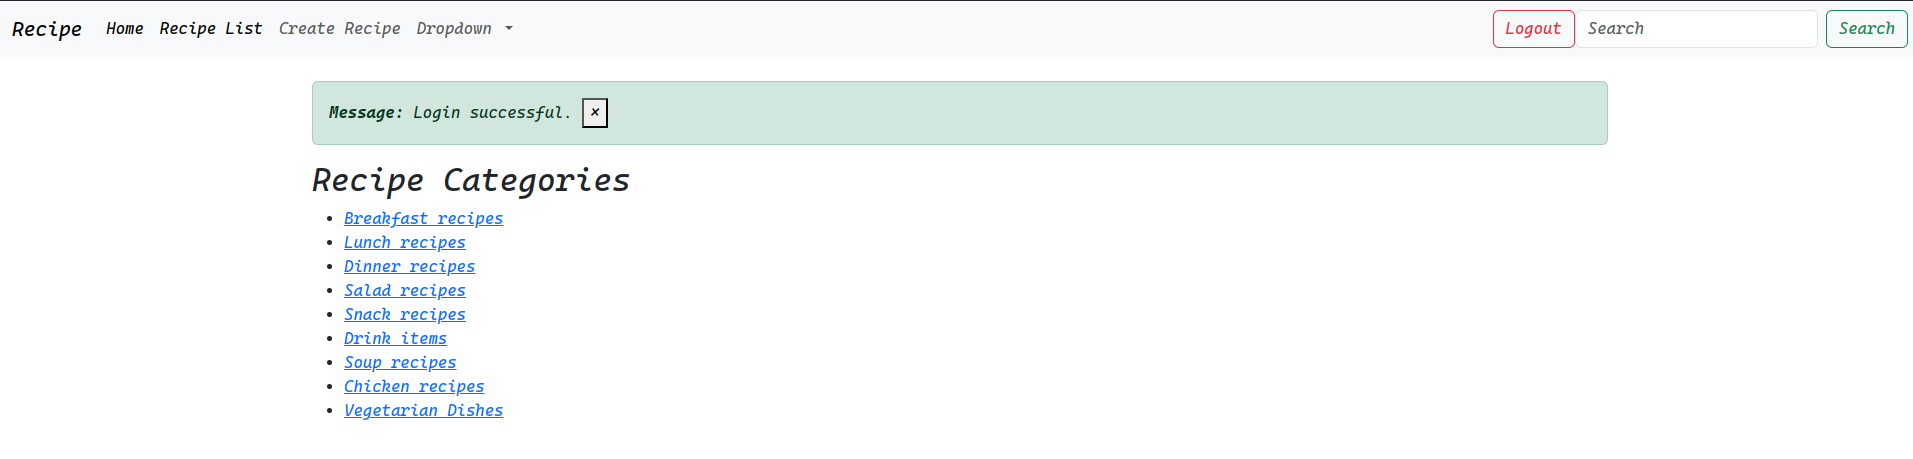 Recipe Home Recipe List Create Recipe Dropdown Logout Search Search
Message: Login successful. ×
Recipe Categories
Breakfast recipes
Lunch recipes
Dinner recipes
Salad recipes
Snack recipes
Drink items
Soup recipes
Chicken recipes
Vegetarian Dishes